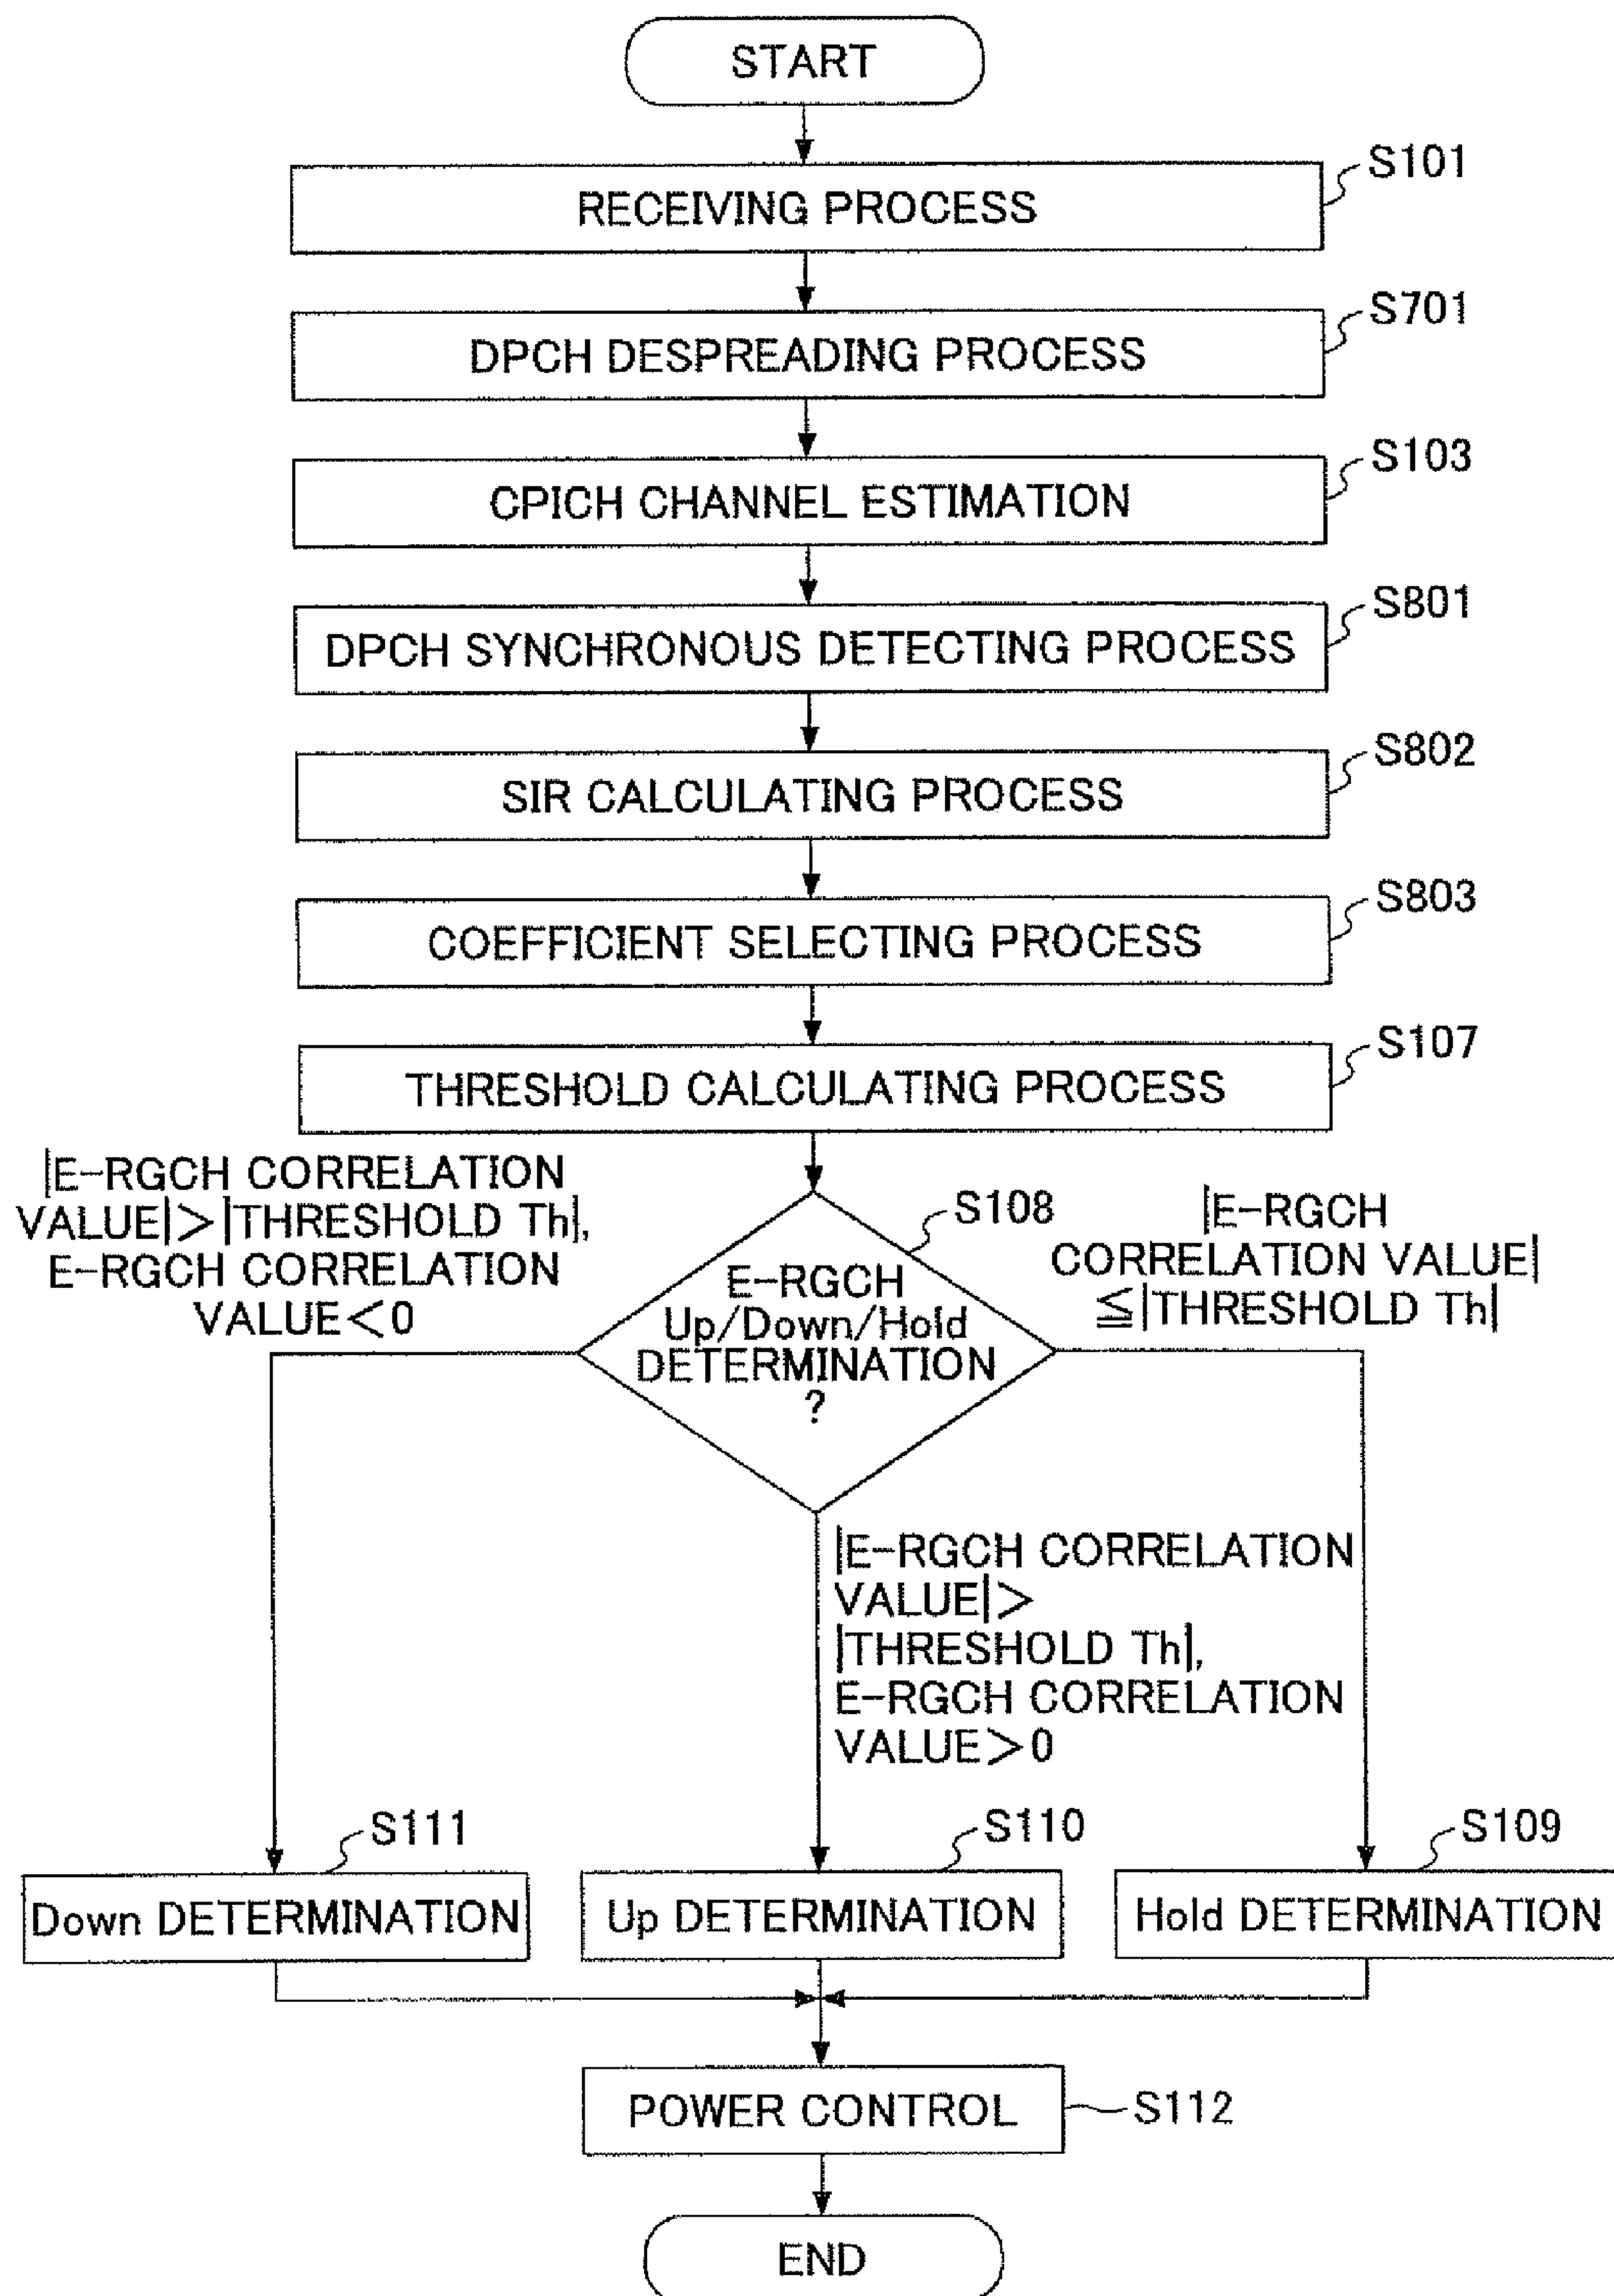 START
RECEIVING PROCESS
S101
DPCH DESPREADING PROCESS
S701
CPICH CHANNEL ESTIMATION
S103
DPCH SYNCHRONOUS DETECTING PROCESS
S801
SIR CALCULATING PROCESS
S802
COEFFICIENT SELECTING PROCESS
S803
THRESHOLD CALCULATING PROCESS
S107
|E-RGCH CORRELATION
VALUE|>|THRESHOLD Th|,
E-RGCH CORRELATION
VALUE<0
S108
E-RGCH
Up/Down/Hold
DETERMINATION
?
|E-RGCH
CORRELATION VALUE|
≦|THRESHOLD Th|
|E-RGCH CORRELATION
VALUE|>
|THRESHOLD Th|,
E-RGCH CORRELATION
VALUE>0
S111
Down DETERMINATION
S110
Up DETERMINATION
S109
Hold DETERMINATION
POWER CONTROL
S112
END